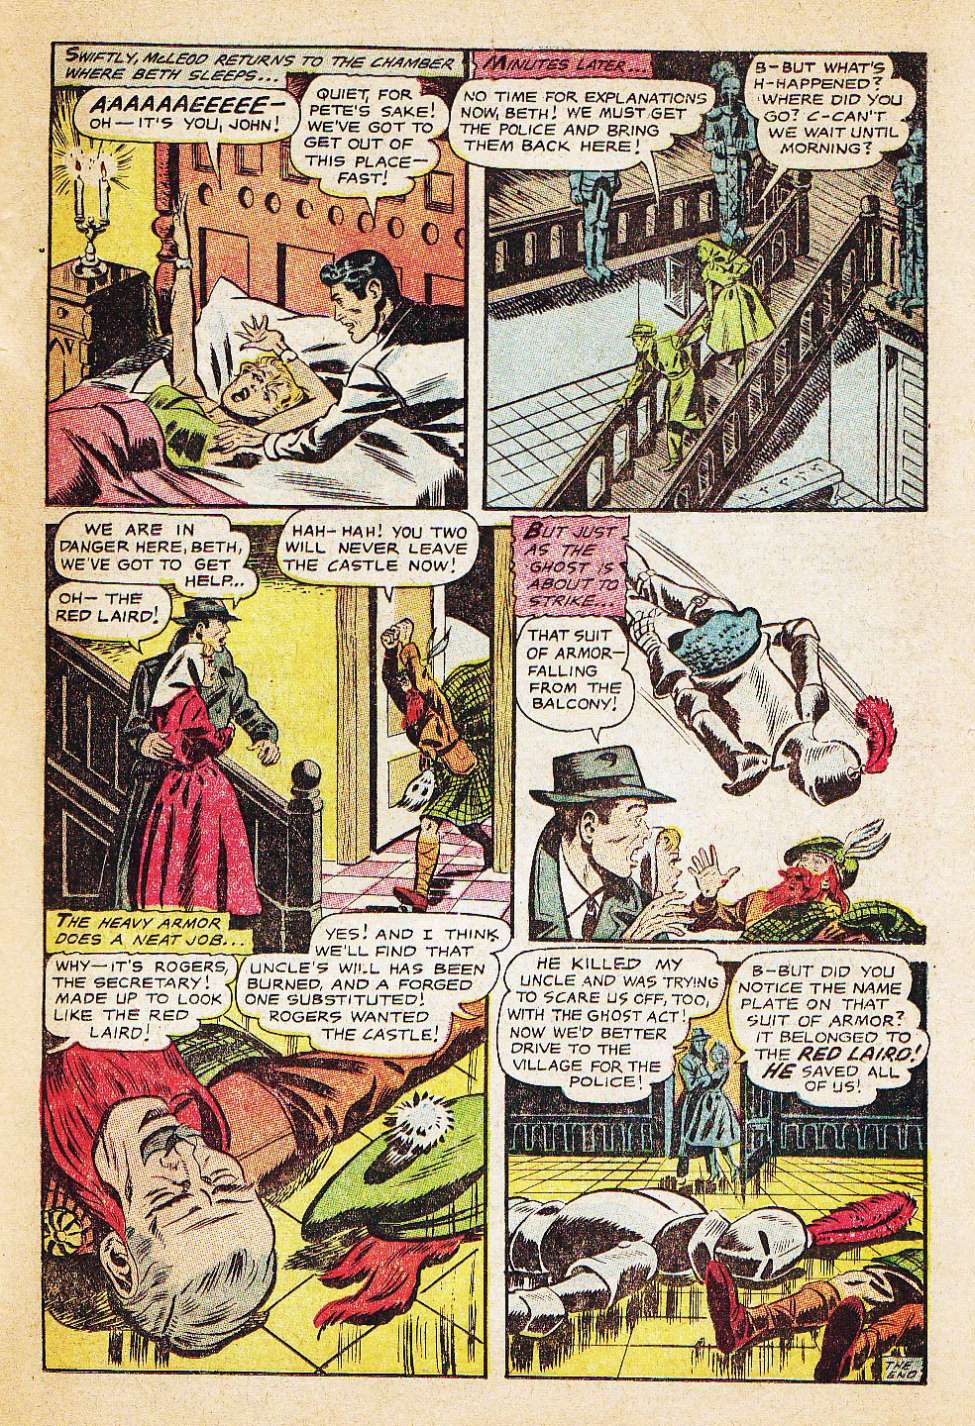 SWIFTLY, McLEOD RETURNS TO THE CHAMBER
WHERE BETH SLEEPS...
AAAAAAAEEEEE—
OH—IT'S YOU, JOHN!
QUIET, FOR
PETE'S SAKE!
WE'VE GOT TO
GET OUT OF
THIS PLACE—
FAST!
MINUTES LATER...
NO TIME FOR EXPLANATIONS
NOW, BETH! WE MUST GET
THE POLICE AND BRING
THEM BACK HERE!
B-BUT WHAT'S
H-HAPPENED?
WHERE DID YOU
GO? C-CAN'T
WE WAIT UNTIL
MORNING?
WE ARE IN
DANGER HERE, BETH,
WE'VE GOT TO GET
HELP...
OH—THE
RED LAIRD!
HAH-HAH! YOU TWO
WILL NEVER LEAVE
THE CASTLE NOW!
BUT JUST
AS THE
GHOST IS
ABOUT TO
STRIKE...
THAT SUIT
OF ARMOR—
FALLING
FROM THE
BALCONY!
THE HEAVY ARMOR
DOES A NEAT JOB...
WHY—IT'S ROGERS,
THE SECRETARY!
MADE UP TO LOOK
LIKE THE RED
LAIRD!
YES! AND I THINK
WE'LL FIND THAT
UNCLE'S WILL HAS BEEN
BURNED, AND A FORGED
ONE SUBSTITUTED!
ROGERS WANTED
THE CASTLE!
HE KILLED MY
UNCLE AND WAS TRYING
TO SCARE US OFF, TOO,
WITH THE GHOST ACT!
NOW WE'D BETTER
DRIVE TO THE
VILLAGE FOR THE
POLICE!
B-BUT DID YOU
NOTICE THE NAME
PLATE ON THAT
SUIT OF ARMOR?
IT BELONGED TO
THE RED LAIRD!
HE SAVED ALL
OF US!
THE
END